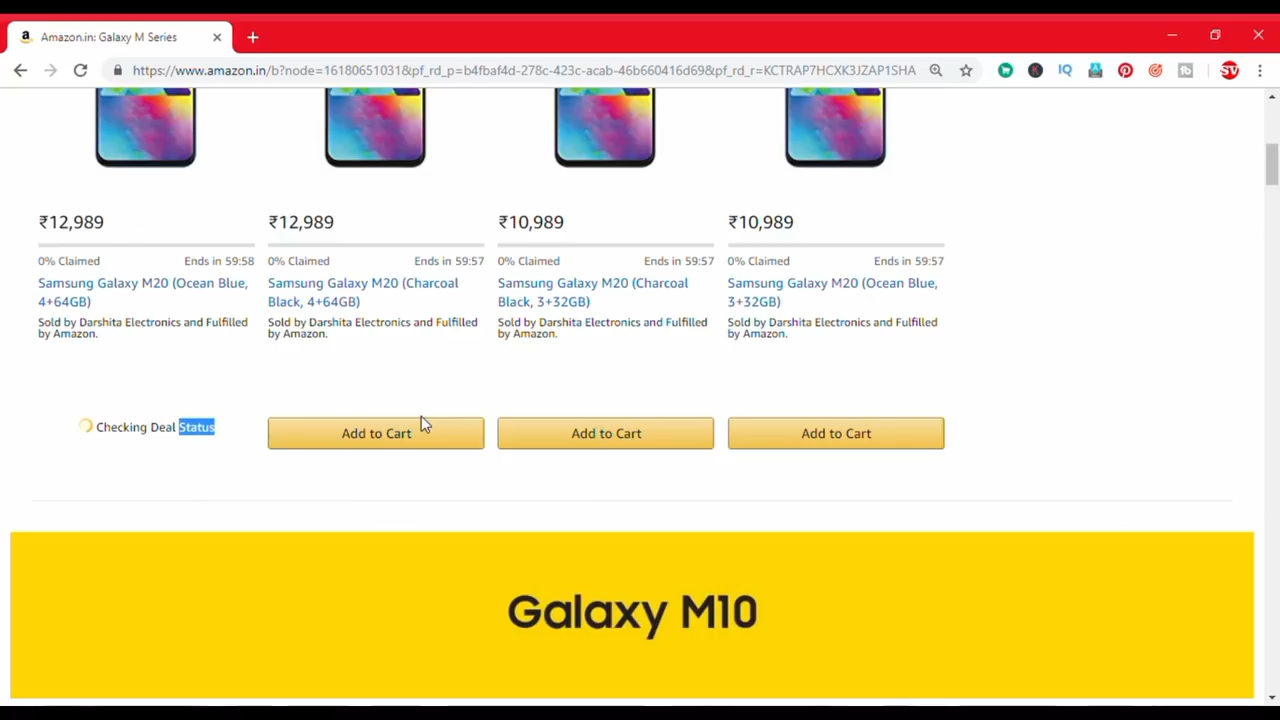 Amazon.in: Galaxy M Series
https://www.amazon.in/b?node=16180651031&pf_rd_p=b4fbaf4d-278c-423c-acab-46b660416d69&pf_rd_r=KCTRAP7HCXK3JZAP1SHA
IQ
SV
₹12,989
0% Claimed Ends in 59:58
Samsung Galaxy M20 (Ocean Blue,
4+64GB)
Sold by Darshita Electronics and Fulfilled
by Amazon.
Checking Deal Status
₹12,989
0% Claimed Ends in 59:57
Samsung Galaxy M20 (Charcoal
Black, 4+64GB)
Sold by Darshita Electronics and Fulfilled
by Amazon.
Add to Cart
₹10,989
0% Claimed Ends in 59:57
Samsung Galaxy M20 (Charcoal
Black, 3+32GB)
Sold by Darshita Electronics and Fulfilled
by Amazon.
Add to Cart
₹10,989
0% Claimed Ends in 59:57
Samsung Galaxy M20 (Ocean Blue,
3+32GB)
Sold by Darshita Electronics and Fulfilled
by Amazon.
Add to Cart
Galaxy M10